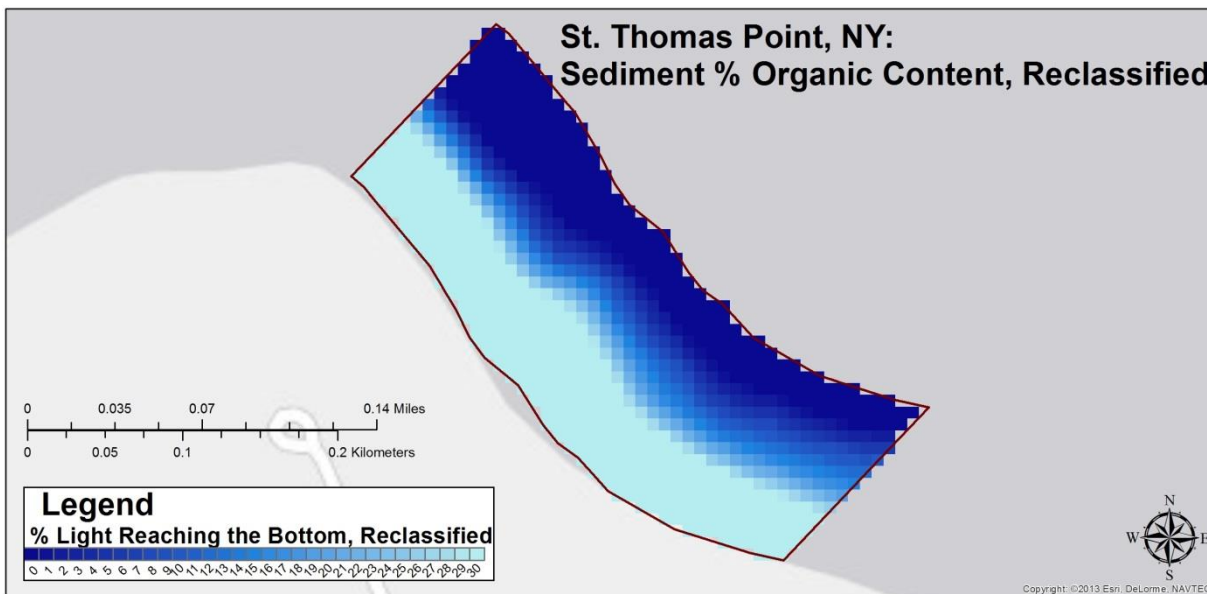 St. Thomas Point, NY:
Sediment % Organic Content, Reclassified
0 0.035 0.07 0.14 Miles
0 0.05 0.1 0.2 Kilometers
Legend
% Light Reaching the Bottom, Reclassified
0 1 2 3 4 5 6 7 8 9 10 11 12 13 14 15 16 17 18 19 20 21 22 23 24 25 26 27 28 29 30
N
W E
S
Copyright: ©2013 Esri, DeLorme, NAVTEQ